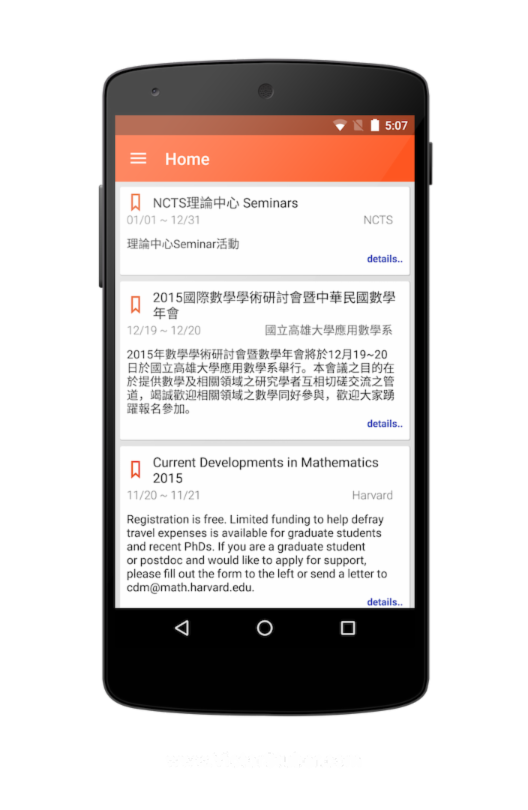 5:07
Home
NCTS理論中心 Seminars
01/01 ~ 12/31 NCTS
理論中心Seminar活動
details..
2015國際數學學術研討會暨中華民國數學
年會
12/19 ~ 12/20 國立高雄大學應用數學系
2015年數學學術研討會暨數學年會將於12月19~20
日於國立高雄大學應用數學系舉行。本會議之目的在
於提供數學及相關領域之研究學者互相切磋交流之管
道，竭誠歡迎相關領域之數學同好參與，歡迎大家踴
躍報名參加。
details..
Current Developments in Mathematics
2015
11/20 ~ 11/21 Harvard
Registration is free. Limited funding to help defray
travel expenses is available for graduate students
and recent PhDs. If you are a graduate student
or postdoc and would like to apply for support,
please fill out the form to the left or send a letter to
cdm@math.harvard.edu.
details..